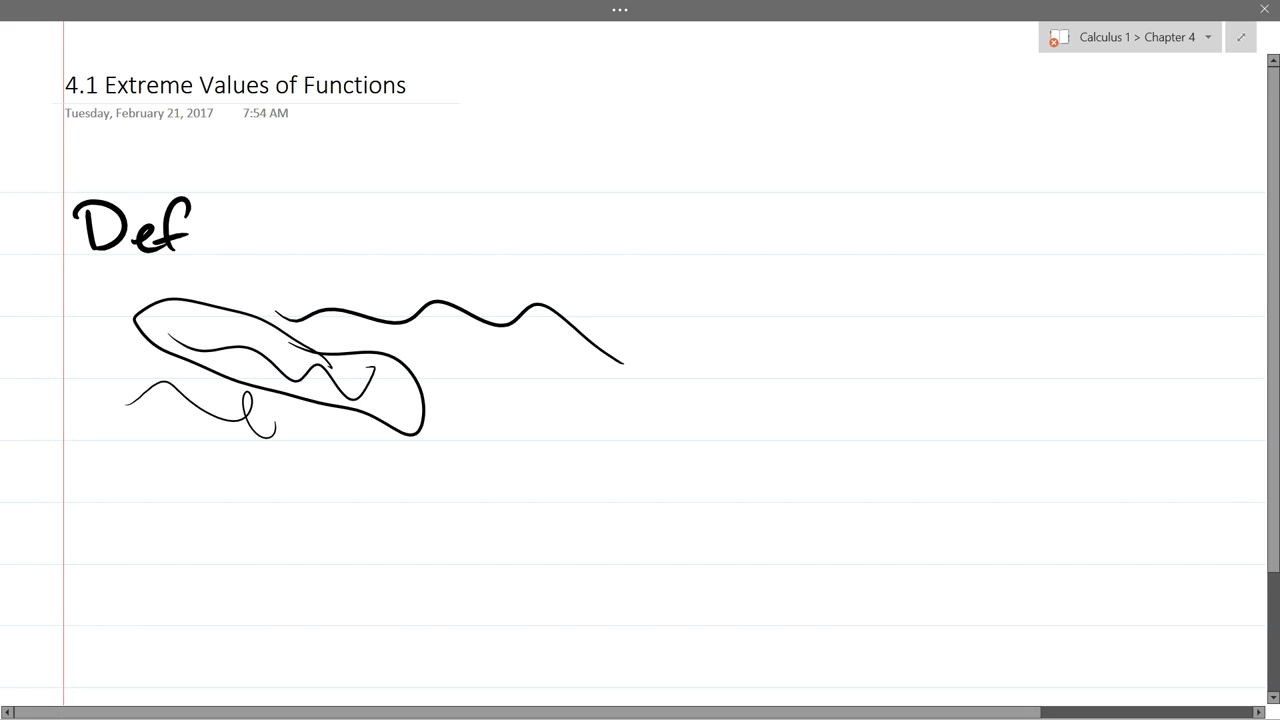 Calculus 1 > Chapter 4
4.1 Extreme Values of Functions
Tuesday, February 21, 2017 7:54 AM
Def